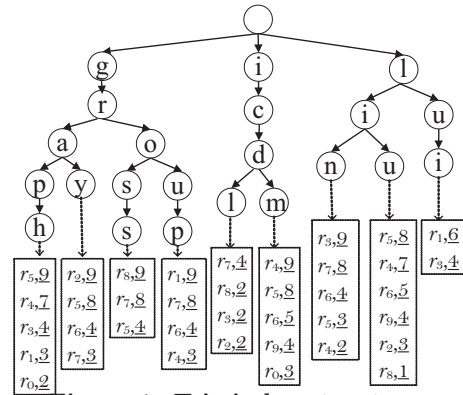 g i l
r c i u
a o d n u i
p y s u l m
h s p
r5,9 r2,9 r8,9 r1,9 r7,4 r4,9 r3,9 r5,8 r1,6
r4,7 r5,8 r7,8 r7,8 r8,2 r5,8 r7,8 r4,7 r3,4
r3,4 r6,4 r5,4 r6,4 r3,2 r6,5 r6,4 r6,5
r1,3 r7,3 r4,3 r2,2 r9,4 r5,3 r9,4
r0,2 r0,3 r4,2 r2,3
r8,1